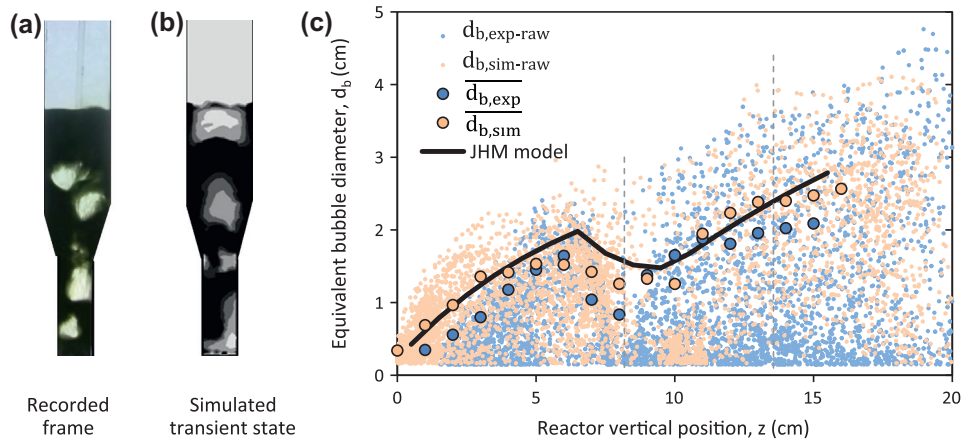 (a)
(b)
(c)
Recorded
frame
Simulated
transient state
Equivalent bubble diameter, d_b (cm)
5
4
3
2
1
0
d_b,exp-raw
d_b,sim-raw
d_b,exp
d_b,sım
JHM model
0
5
10
15
20
Reactor vertical position, z (cm)